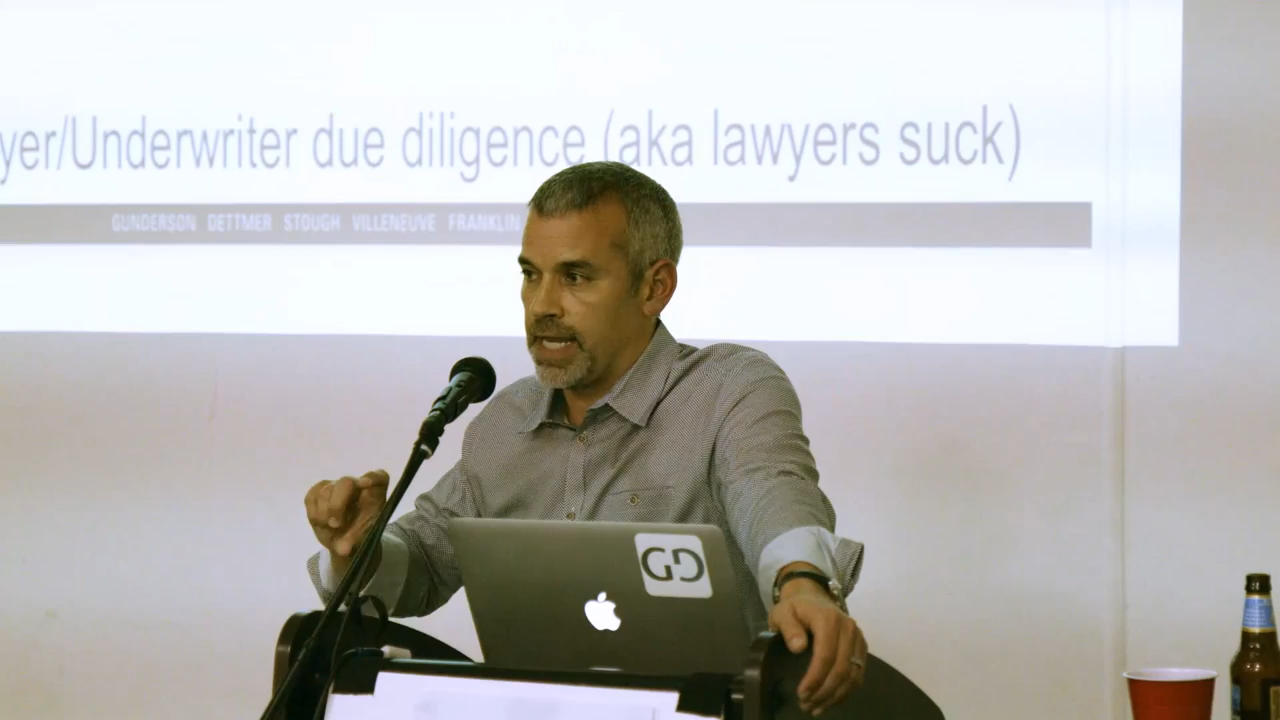 yer/Underwriter due diligence (aka lawyers suck)
GUNDERSON DETTMER STOUGH VILLENEUVE FRANKLIN
GD